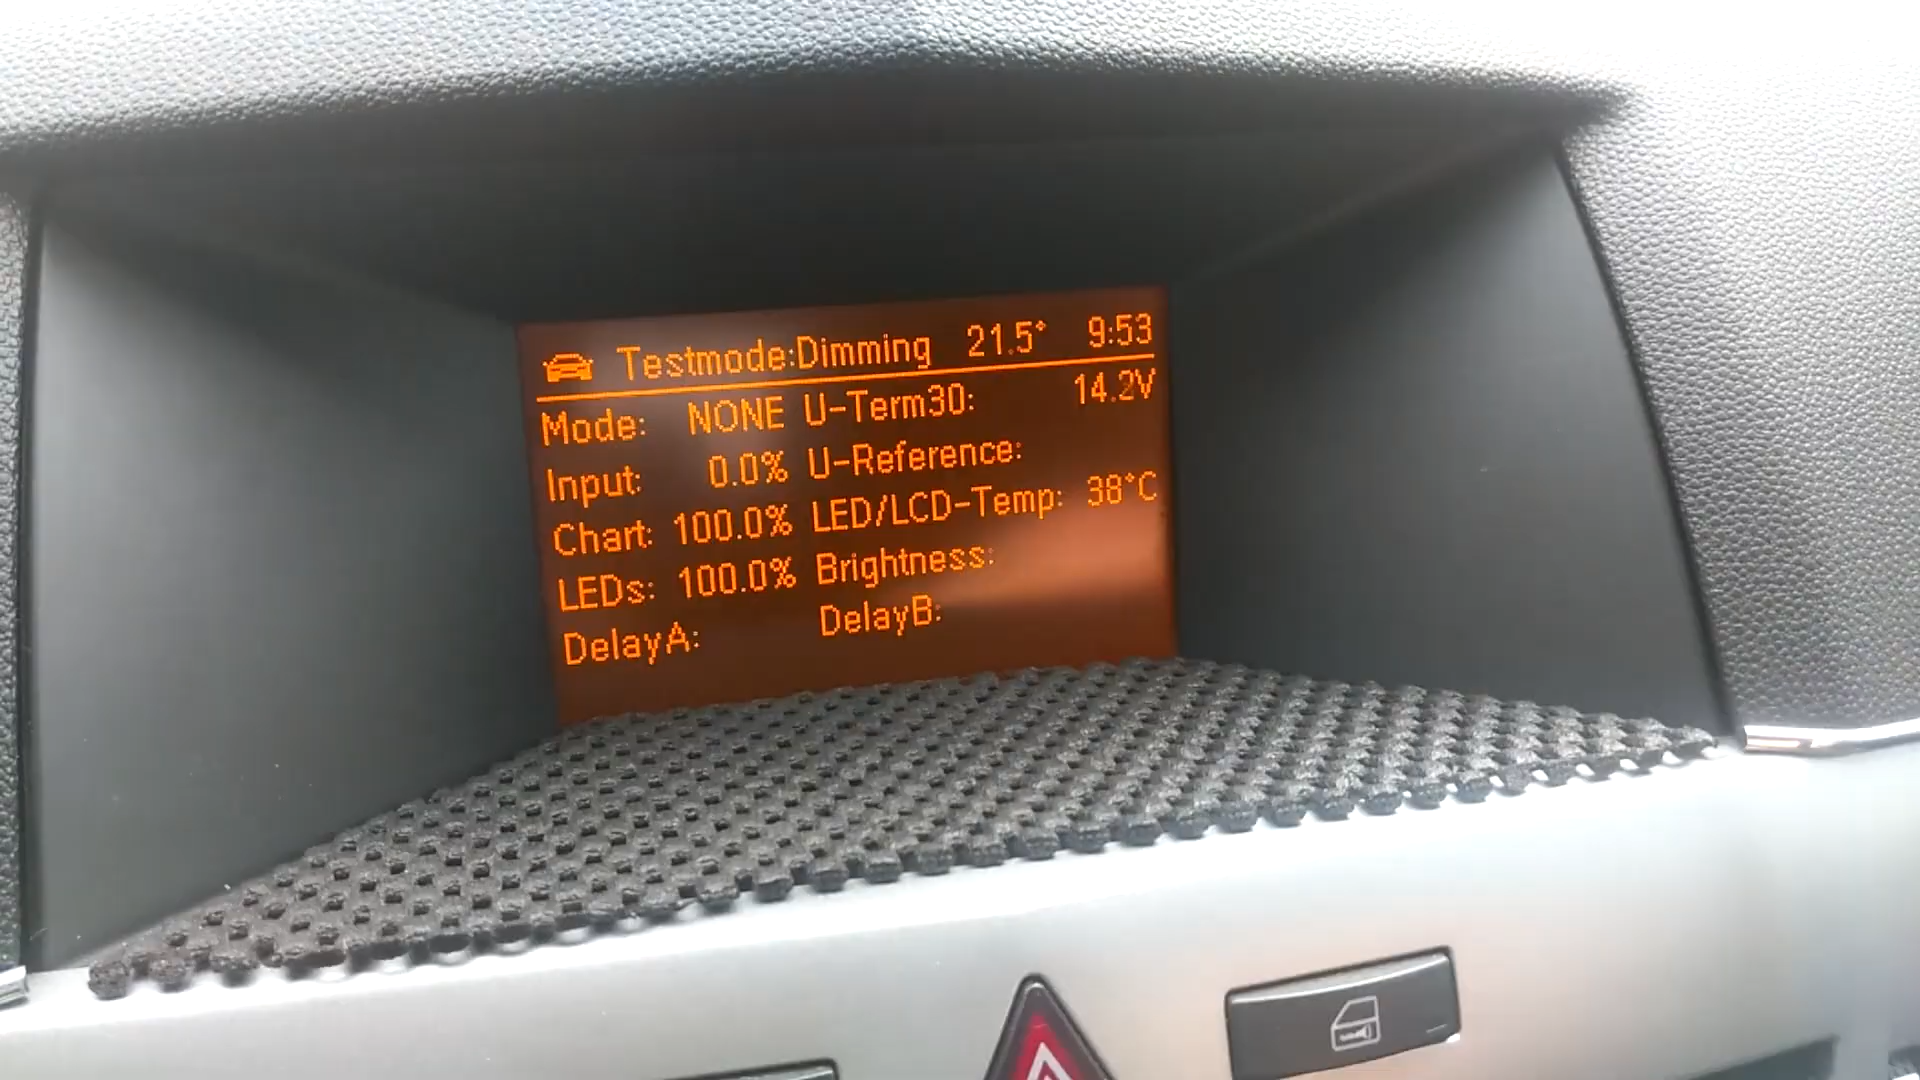 Testmode:Dimming 21.5° 9:53
Mode: NONE U-Term30: 14.2V
Input: 0.0% U-Reference:
Chart: 100.0% LED/LCD-Temp: 38°C
LEDs: 100.0% Brightness:
DelayA: DelayB: